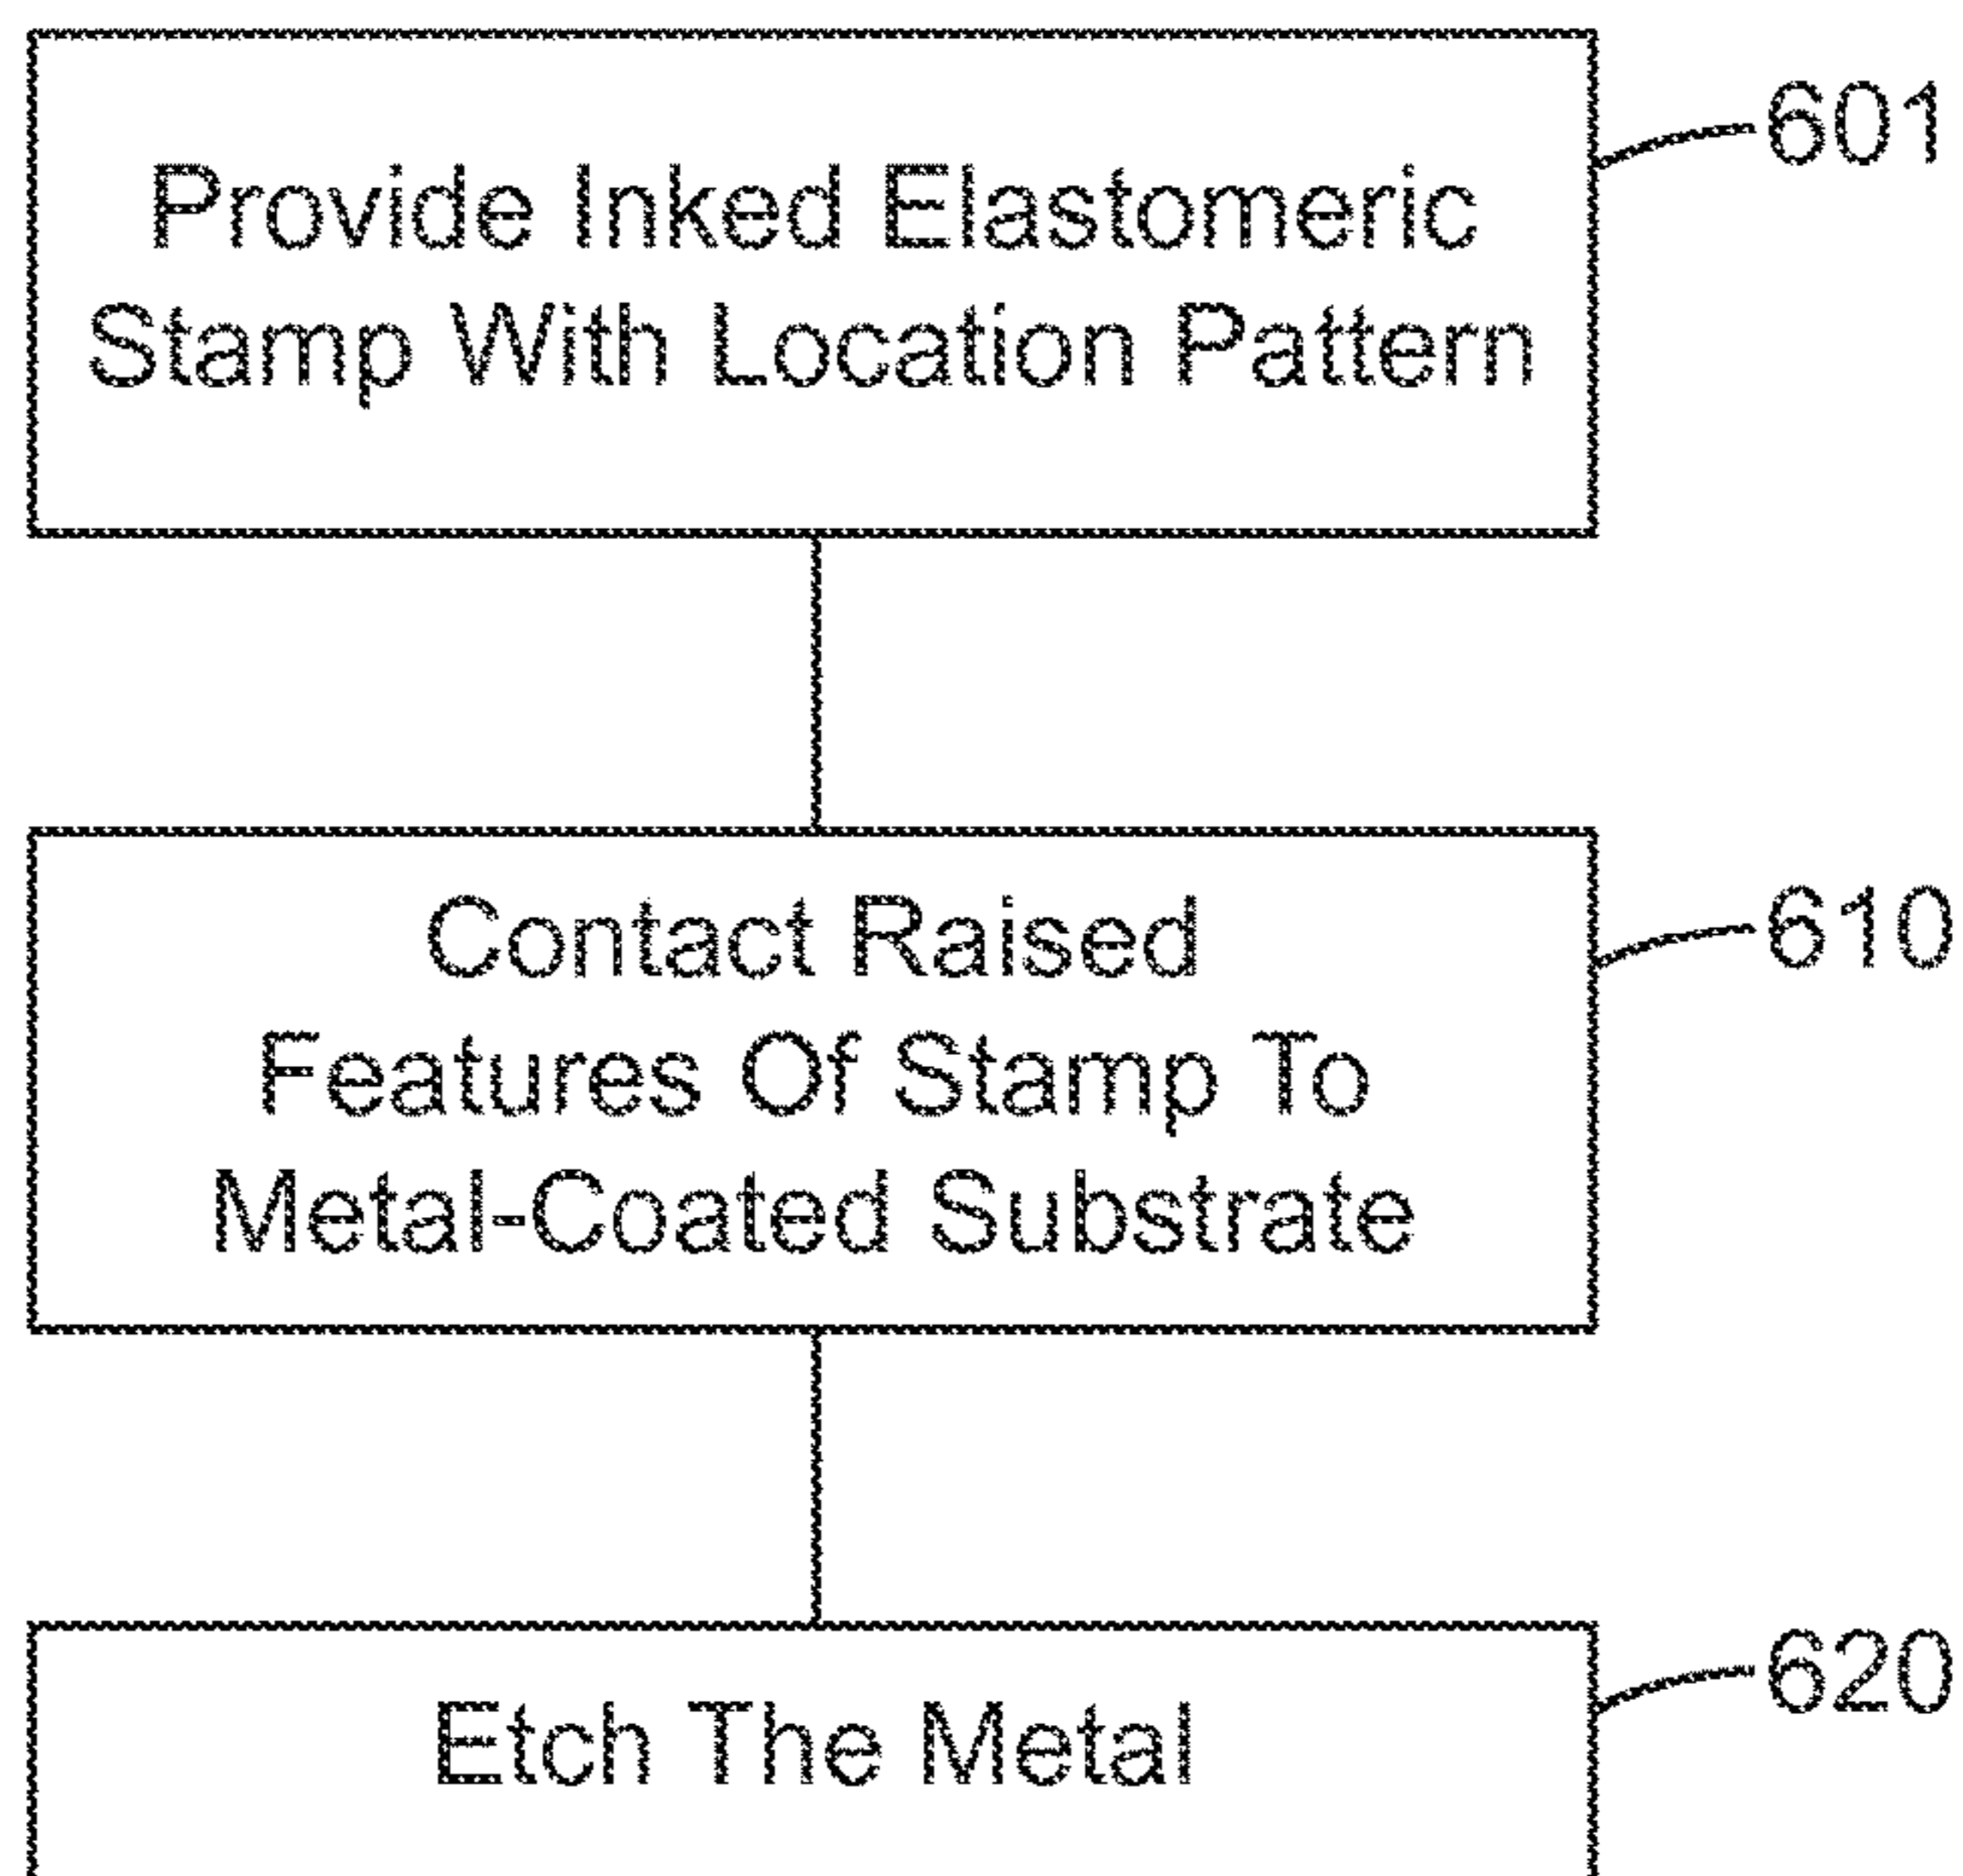 Provide Inked Elastomeric
Stamp With Location Pattern
601
Contact Raised
Features Of Stamp To
Metal-Coated Substrate
610
Etch The Metal
620